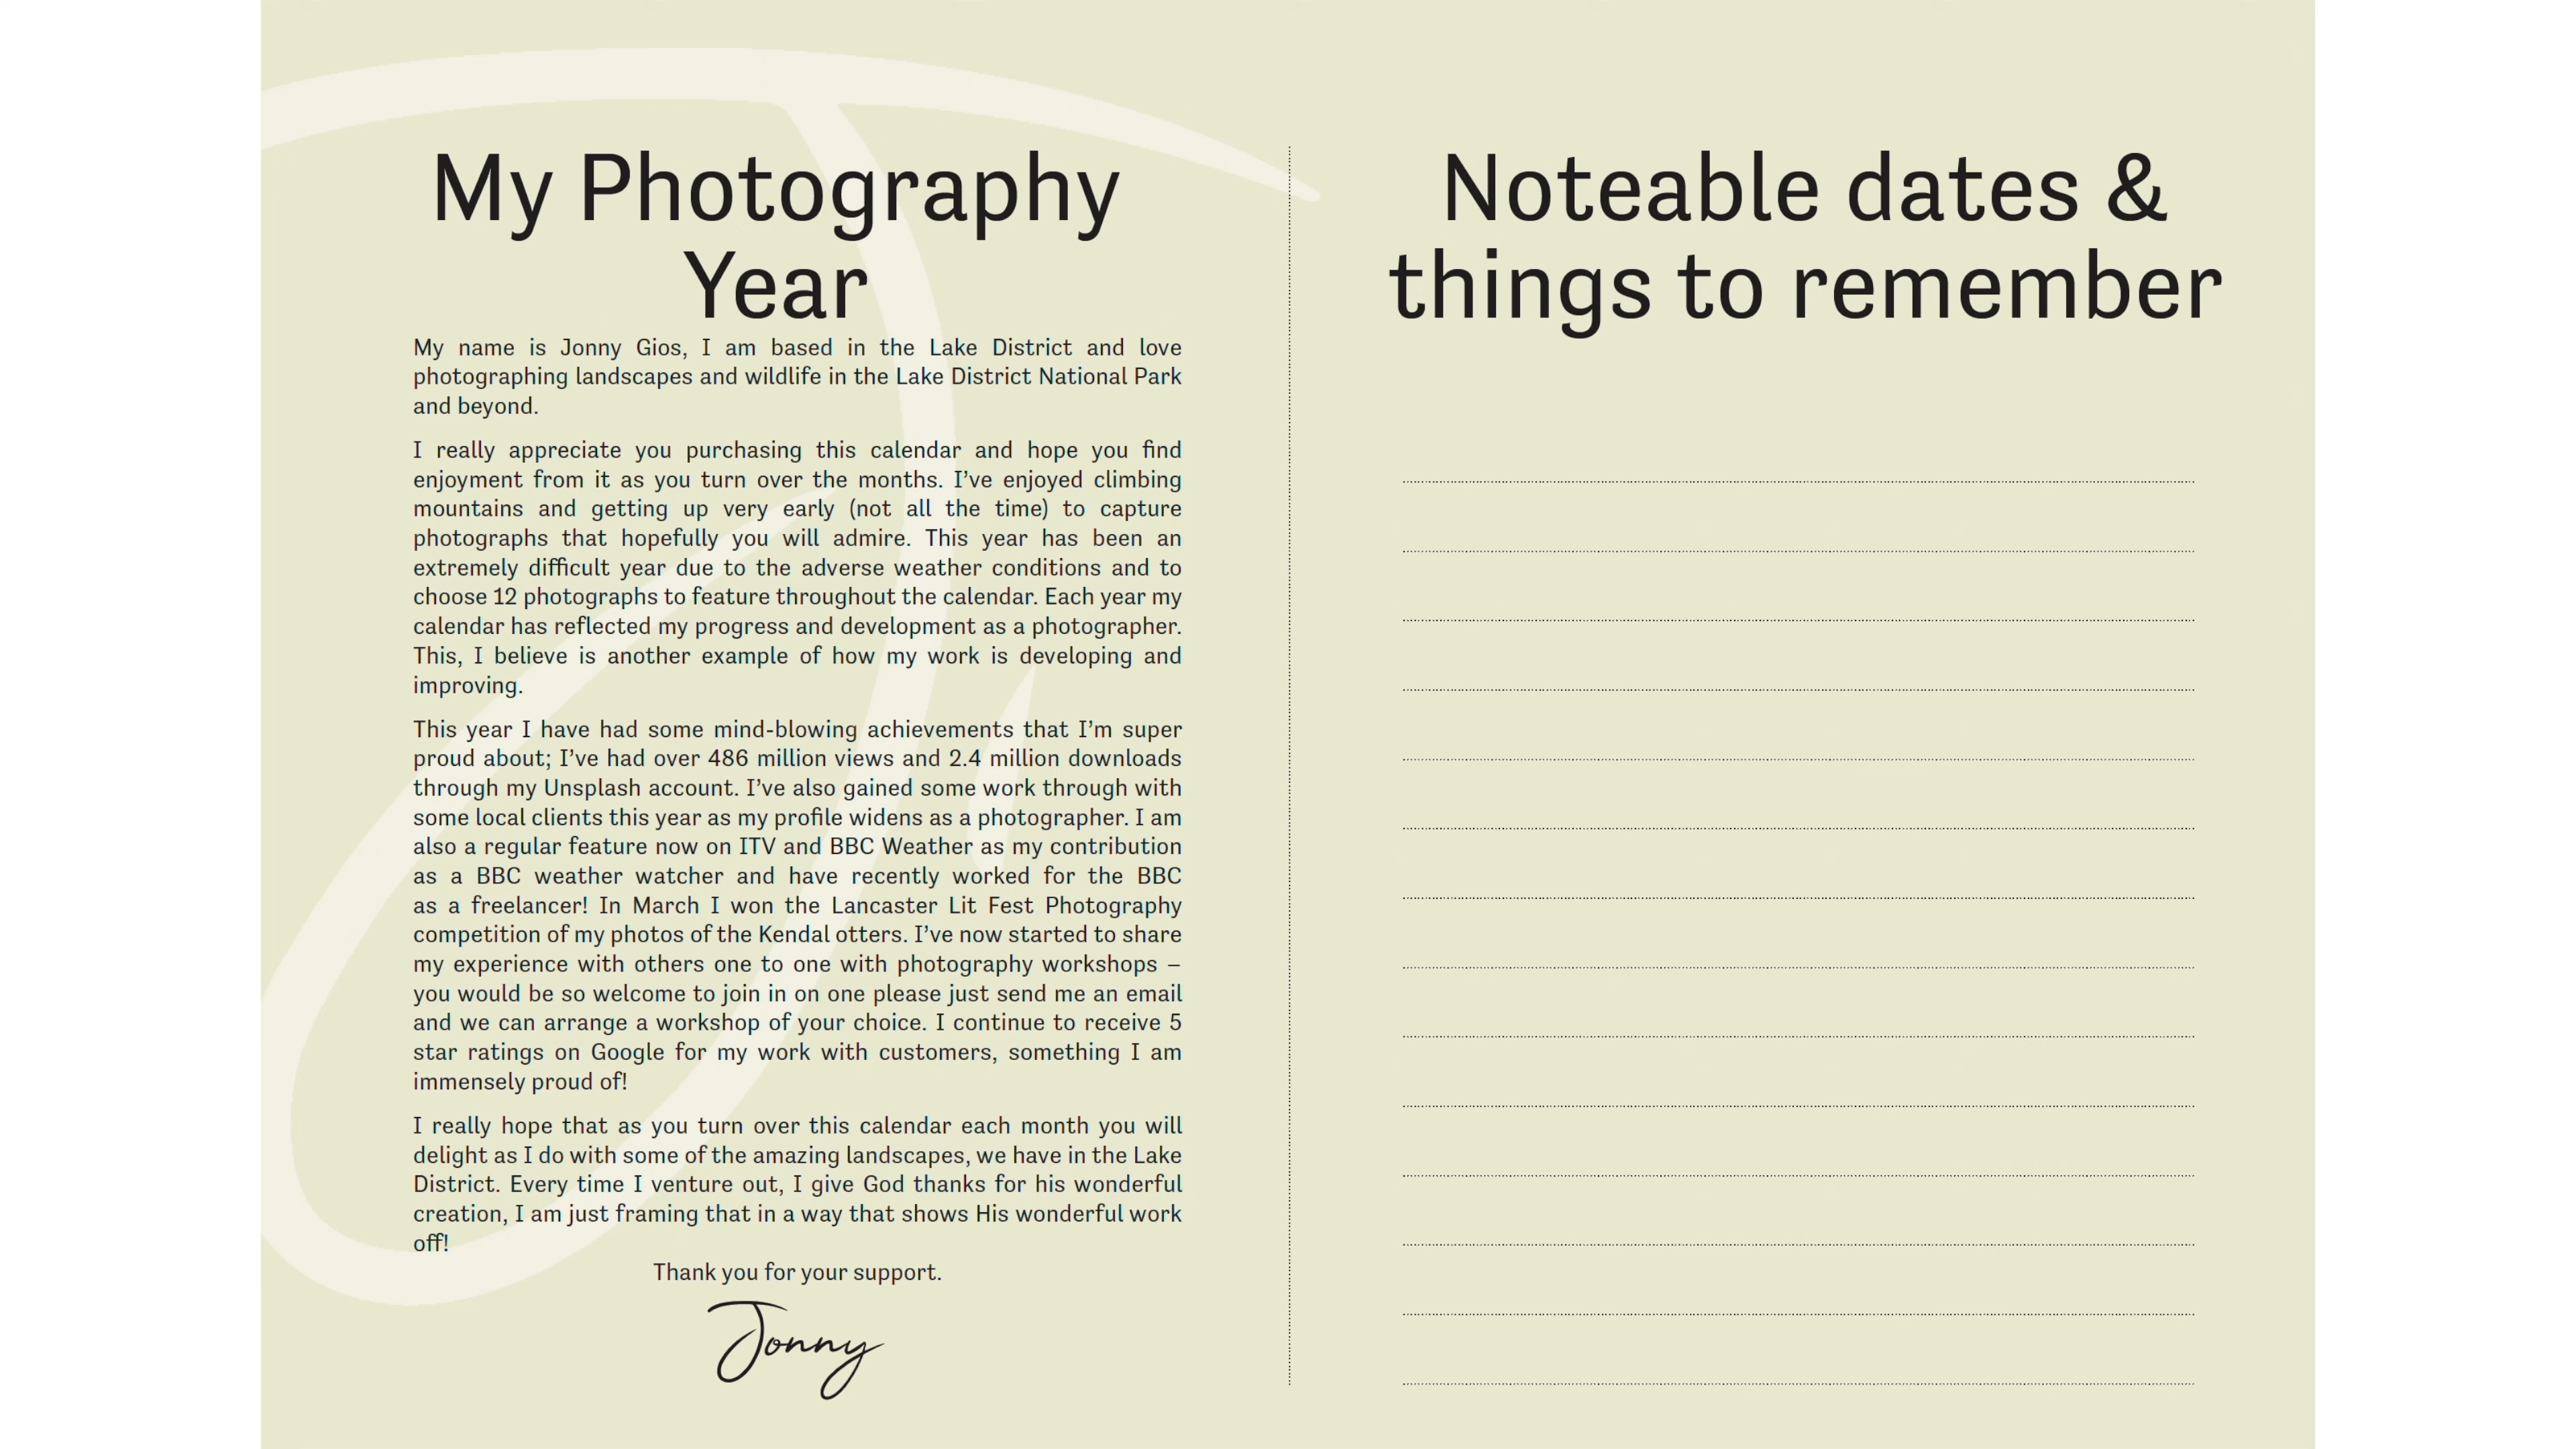 My Photography
Year
My name is Jonny Gios, I am based in the Lake District and love
photographing landscapes and wildlife in the Lake District National Park
and beyond.
I really appreciate you purchasing this calendar and hope you find
enjoyment from it as you turn over the months. I’ve enjoyed climbing
mountains and getting up very early (not all the time) to capture
photographs that hopefully you will admire. This year has been an
extremely difficult year due to the adverse weather conditions and to
choose 12 photographs to feature throughout the calendar. Each year my
calendar has reflected my progress and development as a photographer.
This, I believe is another example of how my work is developing and
improving.
This year I have had some mind-blowing achievements that I’m super
proud about; I’ve had over 486 million views and 2.4 million downloads
through my Unsplash account. I’ve also gained some work through with
some local clients this year as my profile widens as a photographer. I am
also a regular feature now on ITV and BBC Weather as my contribution
as a BBC weather watcher and have recently worked for the BBC
as a freelancer! In March I won the Lancaster Lit Fest Photography
competition of my photos of the Kendal otters. I’ve now started to share
my experience with others one to one with photography workshops –
you would be so welcome to join in on one please just send me an email
and we can arrange a workshop of your choice. I continue to receive 5
star ratings on Google for my work with customers, something I am
immensely proud of!
I really hope that as you turn over this calendar each month you will
delight as I do with some of the amazing landscapes, we have in the Lake
District. Every time I venture out, I give God thanks for his wonderful
creation, I am just framing that in a way that shows His wonderful work
off!
Thank you for your support.
Jonny
Noteable dates &
things to remember